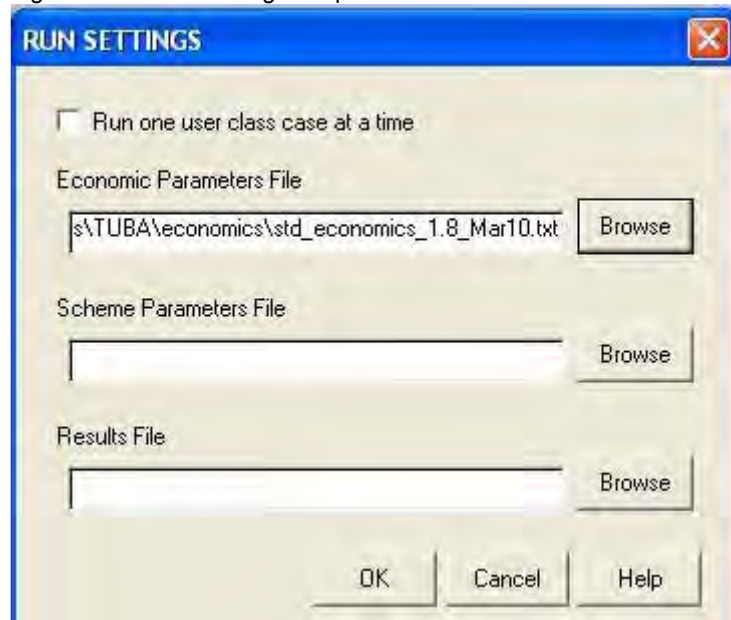 RUN SETTINGS
Run one user class case at a time
Economic Parameters File
s\TUBA\economics\std_economics_1.8_Mar10.txt Browse
Scheme Parameters File
Browse
Results File
Browse
OK Cancel Help